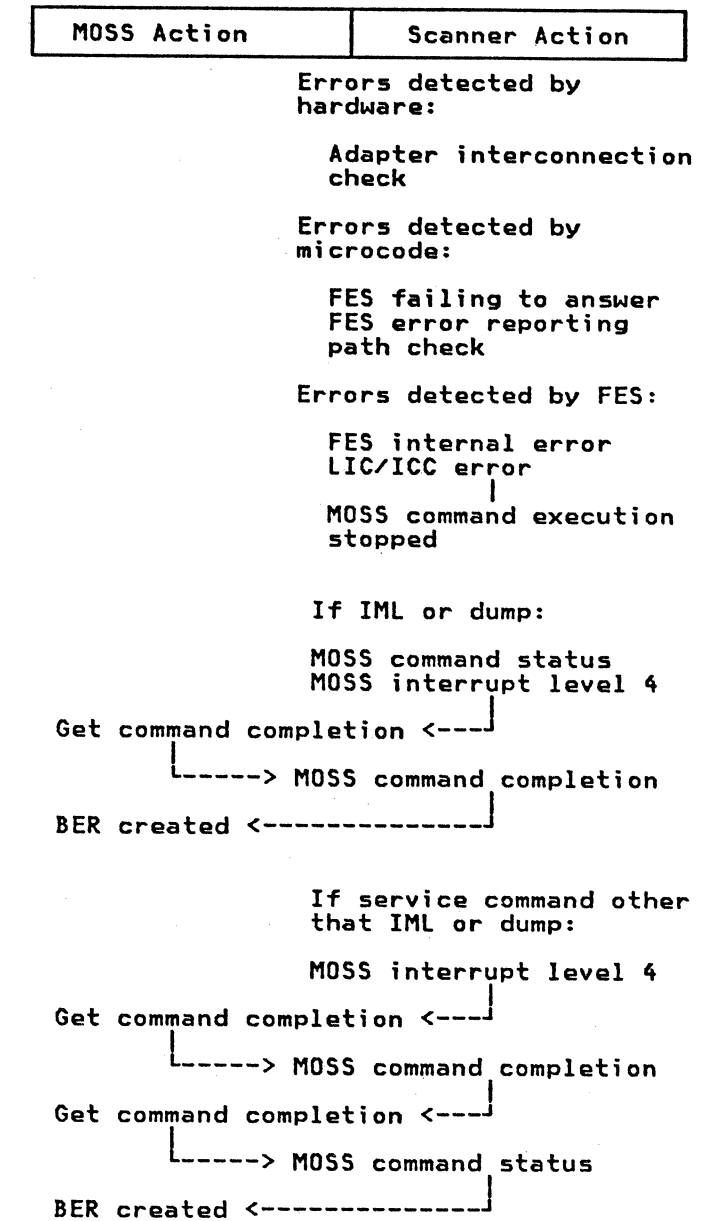 MOSS Action Scanner Action
Errors detected by
hardware:
Adapter interconnection
check
Errors detected by
microcode:
FES failing to answer
FES error reporting
path check
Errors detected by FES:
FES internal error
LIC/ICC error
MOSS command execution
stopped
If IML or dump:
MOSS command status
MOSS interrupt level 4
Get command completion <----
-----> MOSS command completion
BER created <---------------
If service command other
that IML or dump:
MOSS interrupt level 4
Get command completion <----
-----> MOSS command completion
Get command completion <----
-----> MOSS command status
BER created <---------------